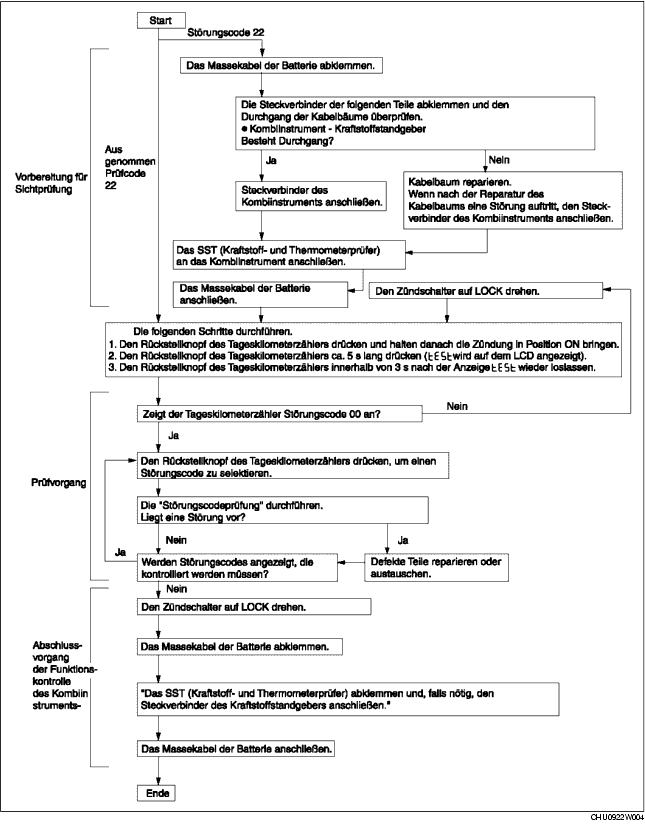 Start
Störungscode 22
Das Massekabel der Batterie abklemmen.
Die Steckverbinder der folgenden Teile abklemmen und den
Durchgang der Kabelbäume überprüfen.
● Kombiinstrument - Kraftstoffstandgeber
Besteht Durchgang?
Vorbereitung für
Sichtprüfung
Aus
genommen
Prüfcode
22
Ja
Nein
Steckverbinder des
Kombiinstruments anschließen.
Kabelbaum reparieren.
Wenn nach der Reparatur des
Kabelbaums eine Störung auftritt, den Steck-
verbinder des Kombiinstruments anschließen.
Das SST (Kraftstoff- und Thermometerprüfer)
an das Kombiinstrument anschließen.
Das Massekabel der Batterie
anschließen.
Den Zündschalter auf LOCK drehen.
Die folgenden Schritte durchführen.
1. Den Rückstellknopf des Tageskilometerzählers drücken und halten danach die Zündung in Position ON bringen.
2. Den Rückstellknopf des Tageskilometerzählers ca. 5 s lang drücken (tESt wird auf dem LCD angezeigt).
3. Den Rückstellknopf des Tageskilometerzählers innerhalb von 3 s nach der Anzeige tESt wieder loslassen.
Zeigt der Tageskilometerzähler Störungscode 00 an?
Nein
Ja
Prüfvorgang
Den Rückstellknopf des Tageskilometerzählers drücken, um einen
Störungscode zu selektieren.
Die "Störungscodeprüfung" durchführen.
Liegt eine Störung vor?
Nein
Ja
Ja
Werden Störungscodes angezeigt, die
kontrolliert werden müssen?
Defekte Teile reparieren oder
austauschen.
Nein
Den Zündschalter auf LOCK drehen.
Abschluss-
vorgang
der Funktions-
kontrolle
des Kombiin
struments-
Das Massekabel der Batterie abklemmen.
"Das SST (Kraftstoff- und Thermometerprüfer) abklemmen und, falls nötig, den
Steckverbinder des Kraftstoffstandgebers anschließen."
Das Massekabel der Batterie anschließen.
Ende
CHU0922W004